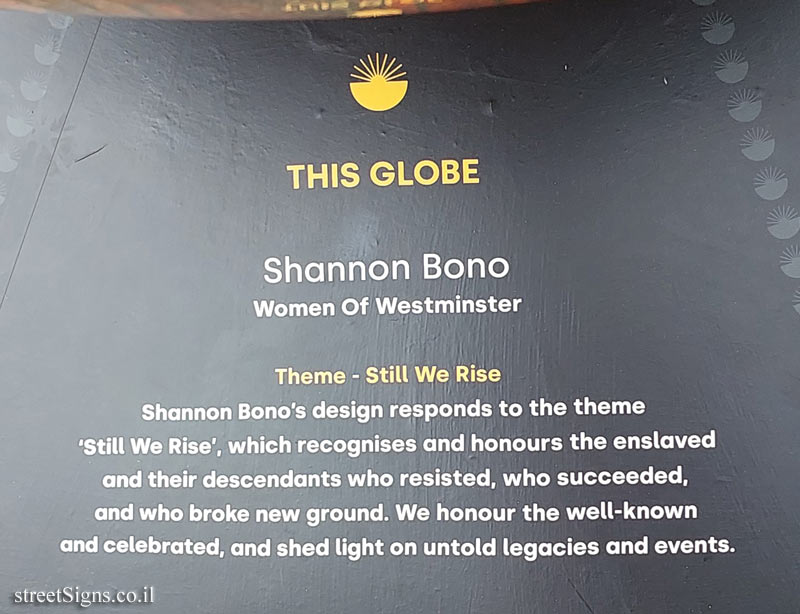 THIS GLOBE
Shannon Bono
Women Of Westminster
Theme - Still We Rise
Shannon Bono's design responds to the theme
'Still We Rise', which recognises and honours the enslaved
and their descendants who resisted, who succeeded,
and who broke new ground. We honour the well-known
and celebrated, and shed light on untold legacies and events.
streetSigns.co.il